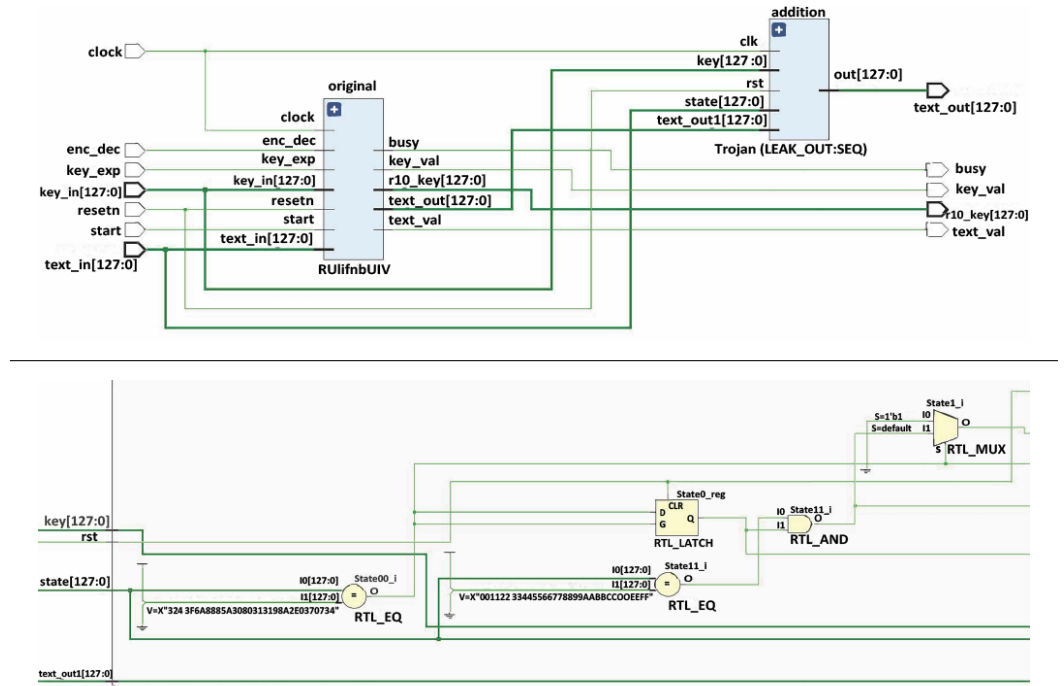 addition
clock
clk
key[127:0]
rst
state[127:0]
text_out1[127:0]
out[127:0]
text_out[127:0]
Trojan (LEAK_OUT:SEQ)
original
clock
enc_dec
enc_dec
busy
busy
key_exp
key_exp
key_val
key_val
key_in[127:0]
key_in[127:0]
r10_key[127:0]
r10_key[127:0]
resetn
resetn
text_out[127:0]
start
start
text_val
text_val
text_in[127:0]
text_in[127:0]
RUlifnbUIV
State1_i
S=1'b1
I0
O
S=default
I1
S
RTL_MUX
key[127:0]
rst
State0_reg
CLR
D
Q
G
RTL_LATCH
State11_i
I0
O
I1
RTL_AND
state[127:0]
I0[127:0]
State00_i
O
I1[127:0]
V=X"324 3F6A8885A3080313198A2E0370734"
RTL_EQ
I0[127:0]
State11_i
O
I1[127:0]
V=X"001122 33445566778899AABBCCOOEEFF"
RTL_EQ
text_out1[127:0]